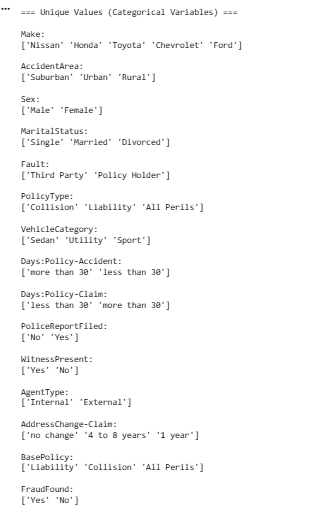 ...
=== Unique Values (Categorical Variables) ===
Make:
['Nissan' 'Honda' 'Toyota' 'Chevrolet' 'Ford']
AccidentArea:
['Suburban' 'Urban' 'Rural']
Sex:
['Male' 'Female']
MaritalStatus:
['Single' 'Married' 'Divorced']
Fault:
['Third Party' 'Policy Holder']
PolicyType:
['Collision' 'Liability' 'All Perils']
VehicleCategory:
['Sedan' 'Utility' 'Sport']
Days:Policy-Accident:
['more than 30' 'less than 30']
Days:Policy-Claim:
['less than 30' 'more than 30']
PoliceReportFiled:
['No' 'Yes']
WitnessPresent:
['Yes' 'No']
AgentType:
['Internal' 'External']
AddressChange-Claim:
['no change' '4 to 8 years' '1 year']
BasePolicy:
['Liability' 'Collision' 'All Perils']
FraudFound:
['Yes' 'No']